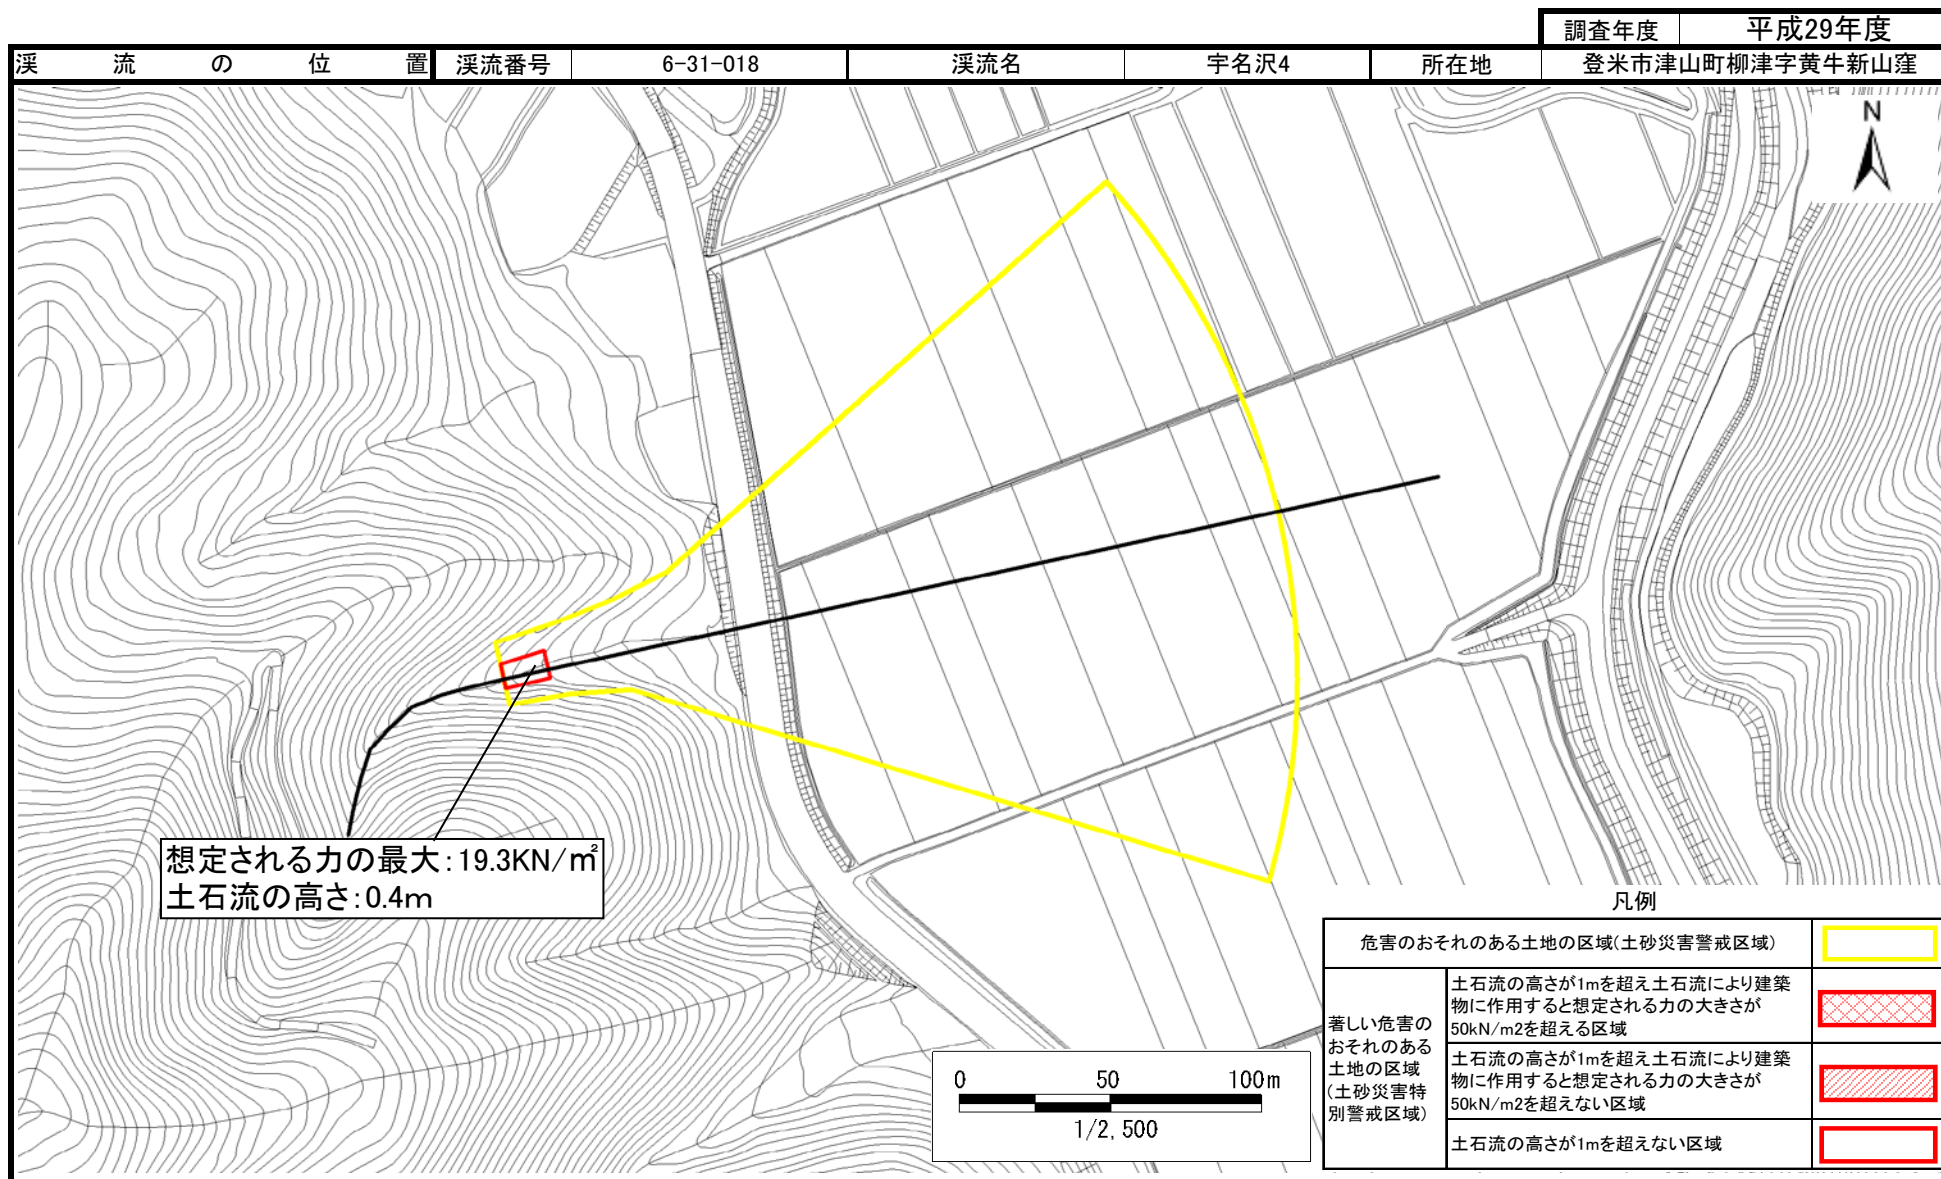 調査年度 平成29年度
渓流の位置 渓流番号 6-31-018 渓流名 宇名沢4 所在地 登米市津山町柳津字黄牛新山窪
N
想定される力の最大：19.3KN/㎡
土石流の高さ：0.4m
凡例
危害のおそれのある土地の区域(土砂災害警戒区域)
著しい危害の
おそれのある
土地の区域
(土砂災害特
別警戒区域)
土石流の高さが1mを超え土石流により建築
物に作用すると想定される力の大きさが
50kN/m2を超える区域
土石流の高さが1mを超え土石流により建築
物に作用すると想定される力の大きさが
50kN/m2を超えない区域
土石流の高さが1mを超えない区域
0 50 100m
1/2,500